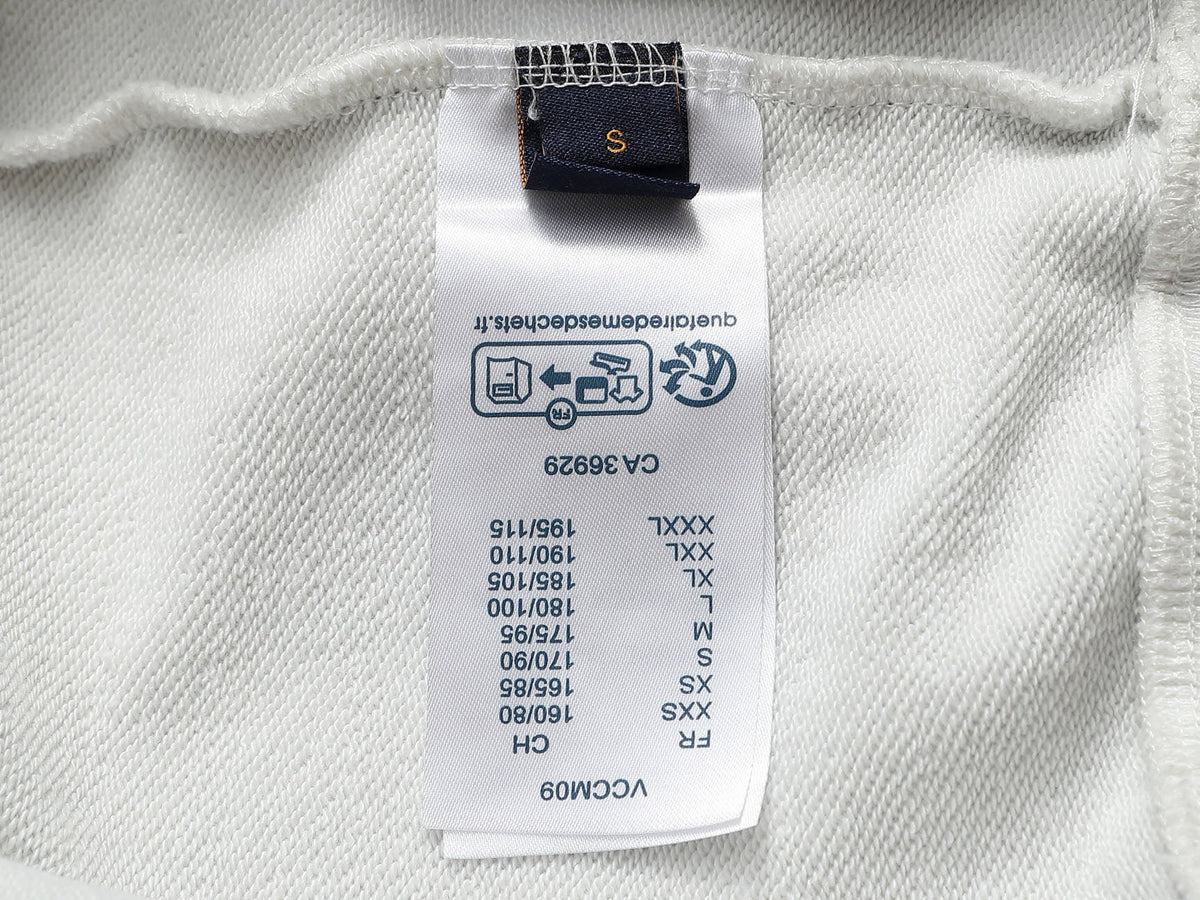 S
VCCM09
FR CH
XXS 160/80
XS 165/85
S 170/90
M 175/95
L 180/100
XL 185/105
XXL 190/110
XXXL 195/115
CA 36929
FR
quefairedemesdechets.fr